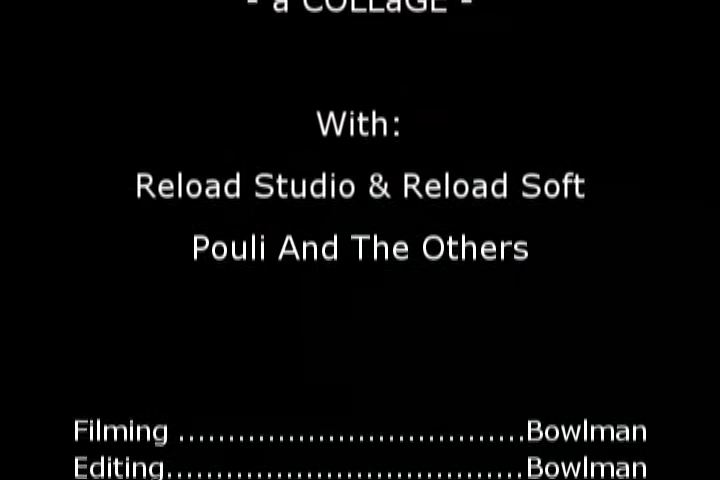 - a COLLaGE -
With:
Reload Studio & Reload Soft
Pouli And The Others
Filming ..................................Bowlman
Editing...................................Bowlman